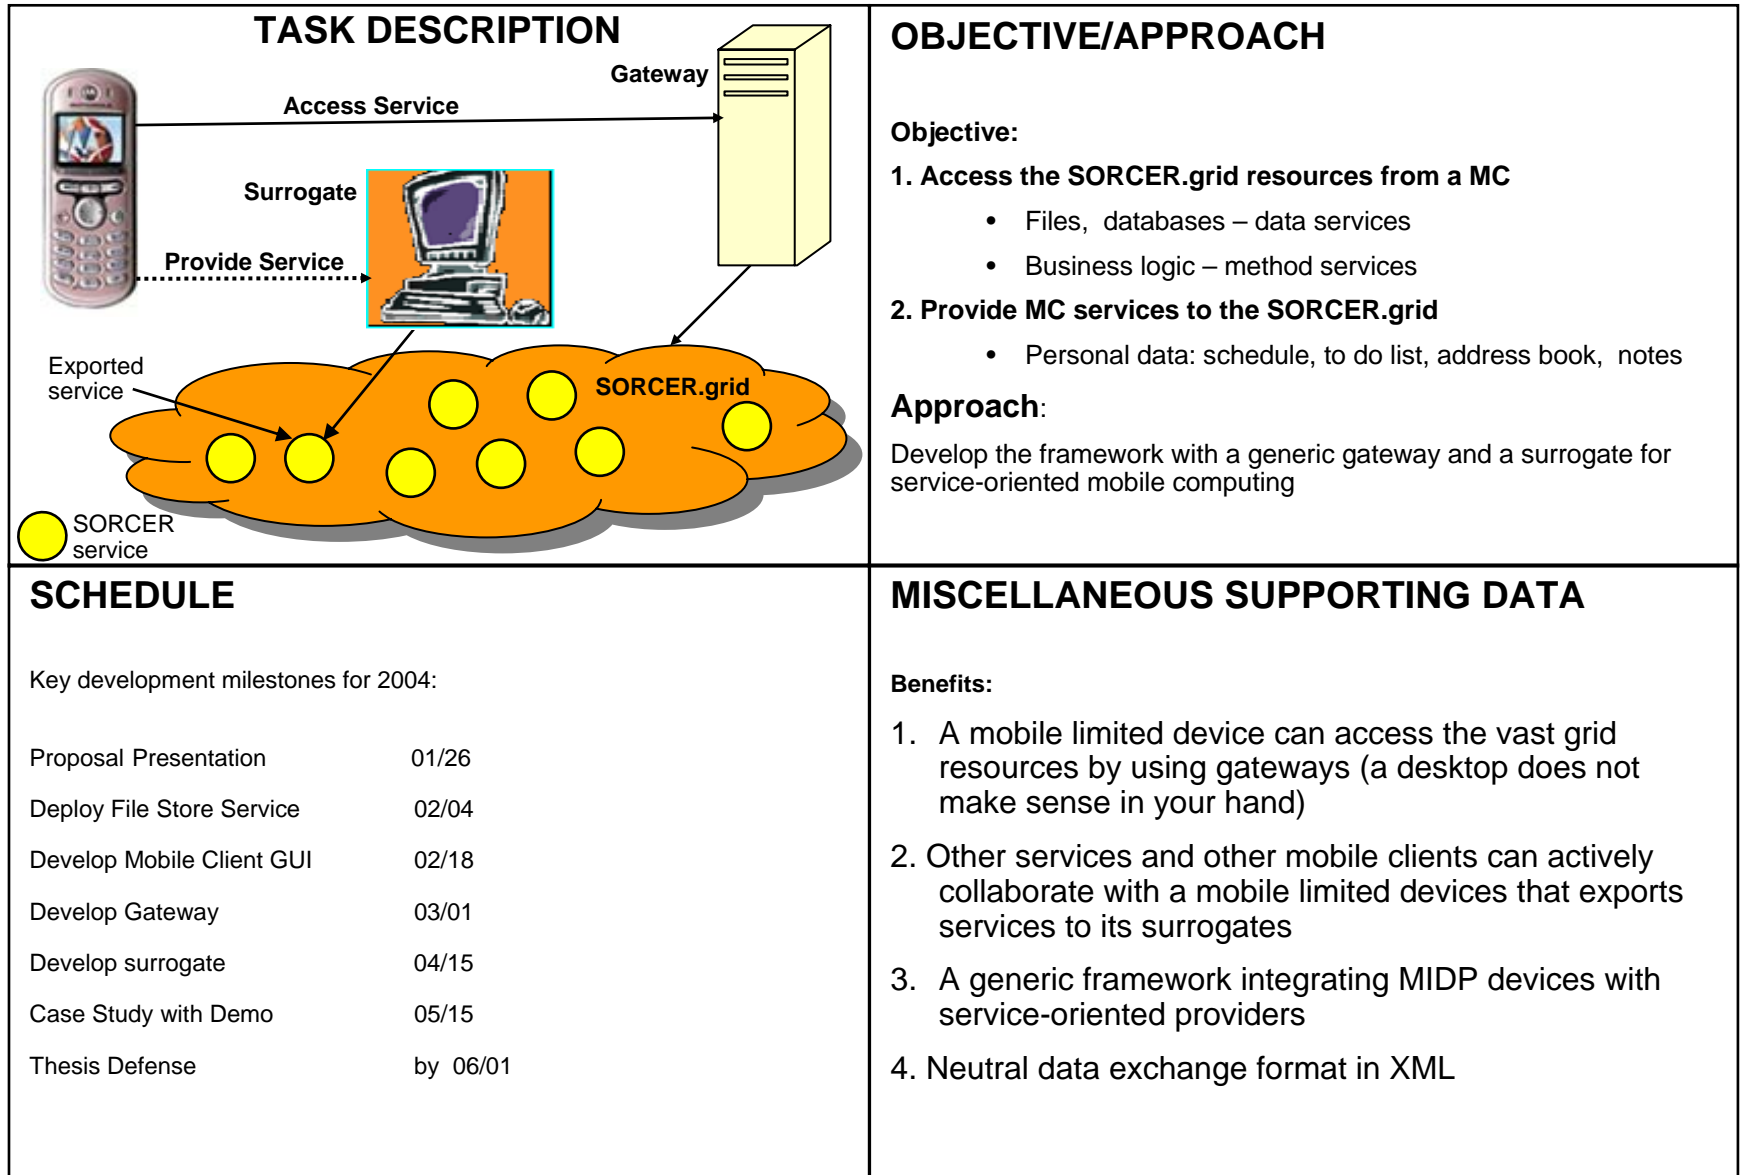 TASK DESCRIPTION
Gateway
Access Service
Surrogate
Provide Service
Exported
service
SORCER.grid
SORCER
service
OBJECTIVE/APPROACH
Objective:
1. Access the SORCER.grid resources from a MC
• Files, databases – data services
• Business logic – method services
2. Provide MC services to the SORCER.grid
• Personal data: schedule, to do list, address book, notes
Approach:
Develop the framework with a generic gateway and a surrogate for
service-oriented mobile computing
SCHEDULE
Key development milestones for 2004:
Proposal Presentation 01/26
Deploy File Store Service 02/04
Develop Mobile Client GUI 02/18
Develop Gateway 03/01
Develop surrogate 04/15
Case Study with Demo 05/15
Thesis Defense by 06/01
MISCELLANEOUS SUPPORTING DATA
Benefits:
1. A mobile limited device can access the vast grid
resources by using gateways (a desktop does not
make sense in your hand)
2. Other services and other mobile clients can actively
collaborate with a mobile limited devices that exports
services to its surrogates
3. A generic framework integrating MIDP devices with
service-oriented providers
4. Neutral data exchange format in XML